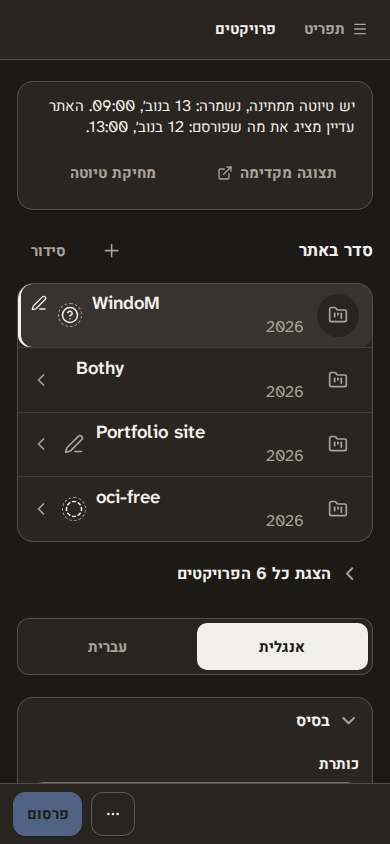 תפריט
פרויקטים
יש טיוטה ממתינה, נשמרה: 13 בנוב׳, 09:00. האתר
עדיין מציג את מה שפורסם: 12 בנוב׳, 13:00.
תצוגה מקדימה
מחיקת טיוטה
סדר באתר
סידור
WindoM
2026
Bothy
2026
Portfolio site
2026
oci-free
2026
הצגת כל 6 הפרויקטים
אנגלית
עברית
בסיס
כותרת
פרסום